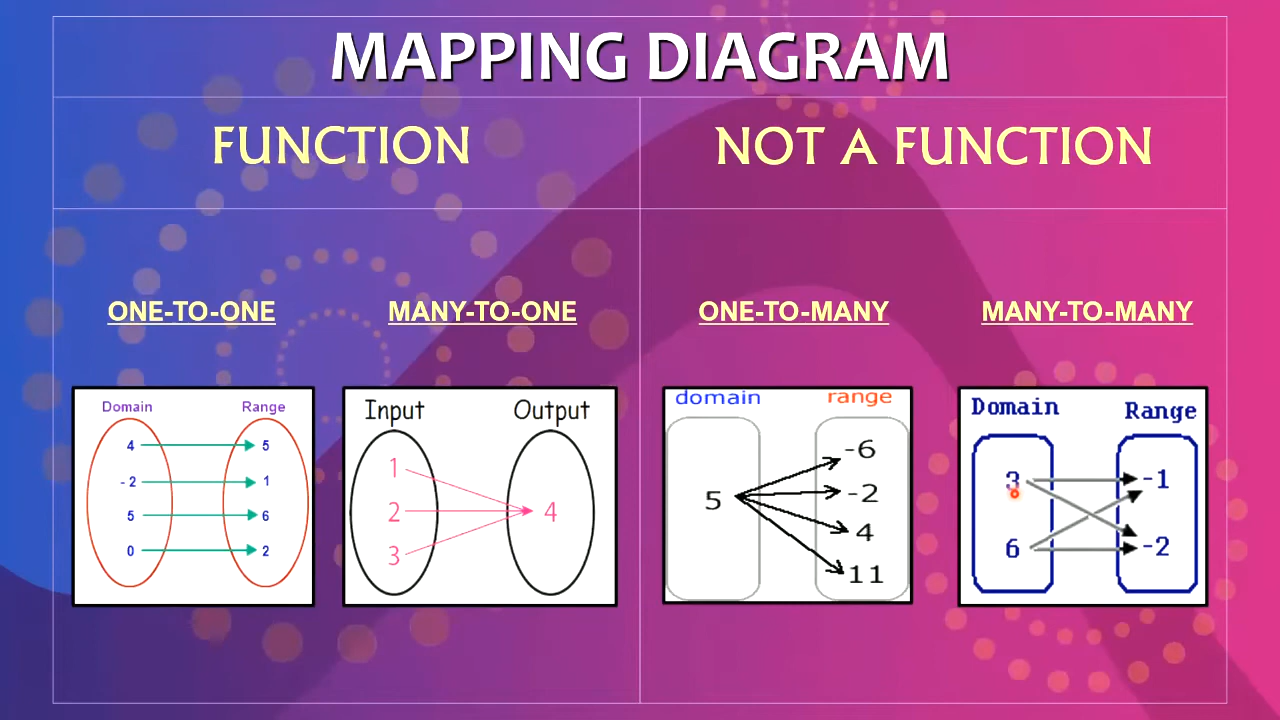 MAPPING DIAGRAM
FUNCTION
NOT A FUNCTION
ONE-TO-ONE
MANY-TO-ONE
ONE-TO-MANY
MANY-TO-MANY
Domain Range
4 5
-2 1
5 6
0 2
Input Output
1
2 4
3
domain range
-6
5 -2
4
11
Domain Range
3 -1
6 -2